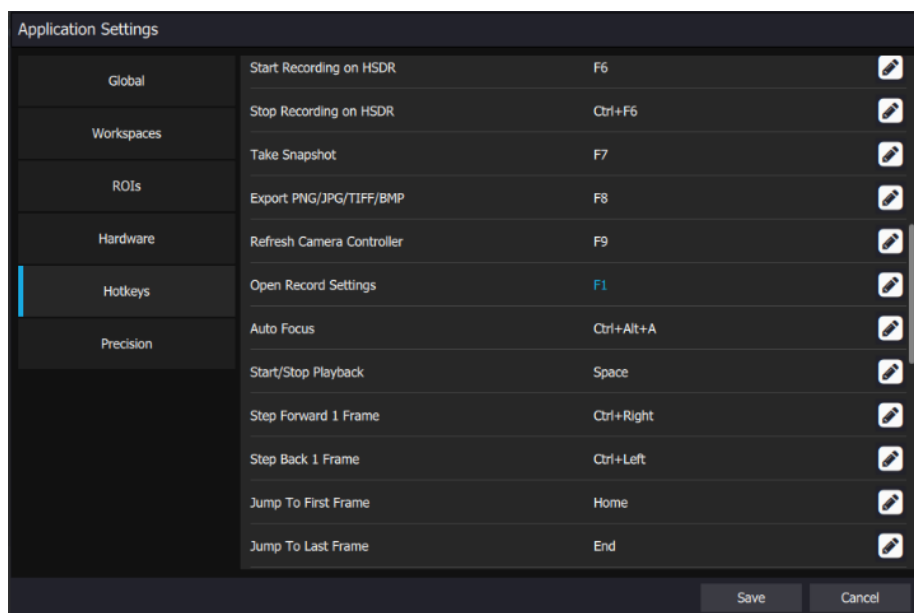 Application Settings
Global
Workspaces
ROIs
Hardware
Hotkeys
Precision
Start Recording on HSDR F6
Stop Recording on HSDR Ctrl+F6
Take Snapshot F7
Export PNG/JPG/TIFF/BMP F8
Refresh Camera Controller F9
Open Record Settings F1
Auto Focus Ctrl+Alt+A
Start/Stop Playback Space
Step Forward 1 Frame Ctrl+Right
Step Back 1 Frame Ctrl+Left
Jump To First Frame Home
Jump To Last Frame End
Save Cancel